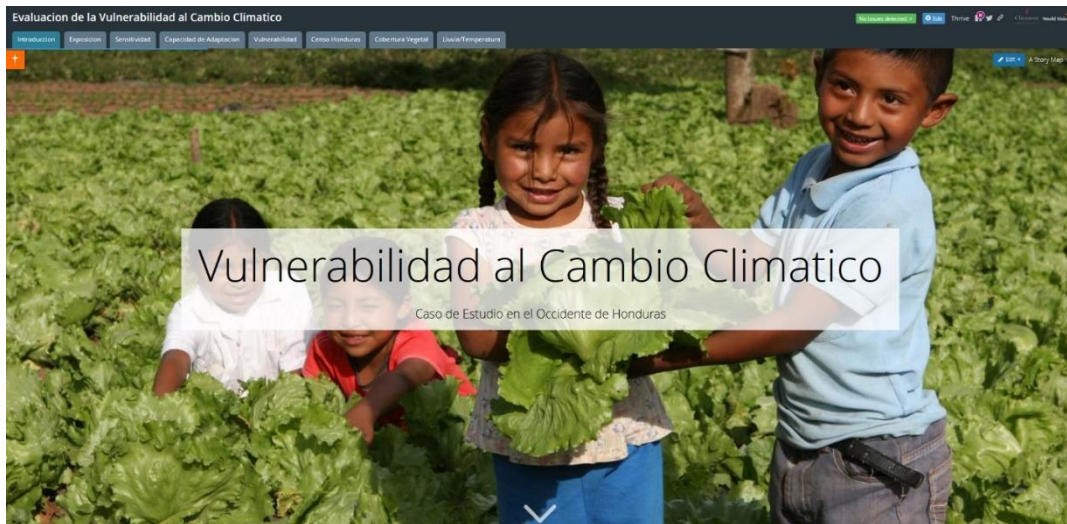 Evaluacion de la Vulnerabilidad al Cambio Climatico
No issues detected ×
Edit
Thrive
Introduccion
Exposicion
Sensitividad
Capacidad de Adaptacion
Vulnerabilidad
Censo Honduras
Cobertura Vegetal
Lluvia/Temperatura
Edit
A Story Map
Vulnerabilidad al Cambio Climatico
Caso de Estudio en el Occidente de Honduras